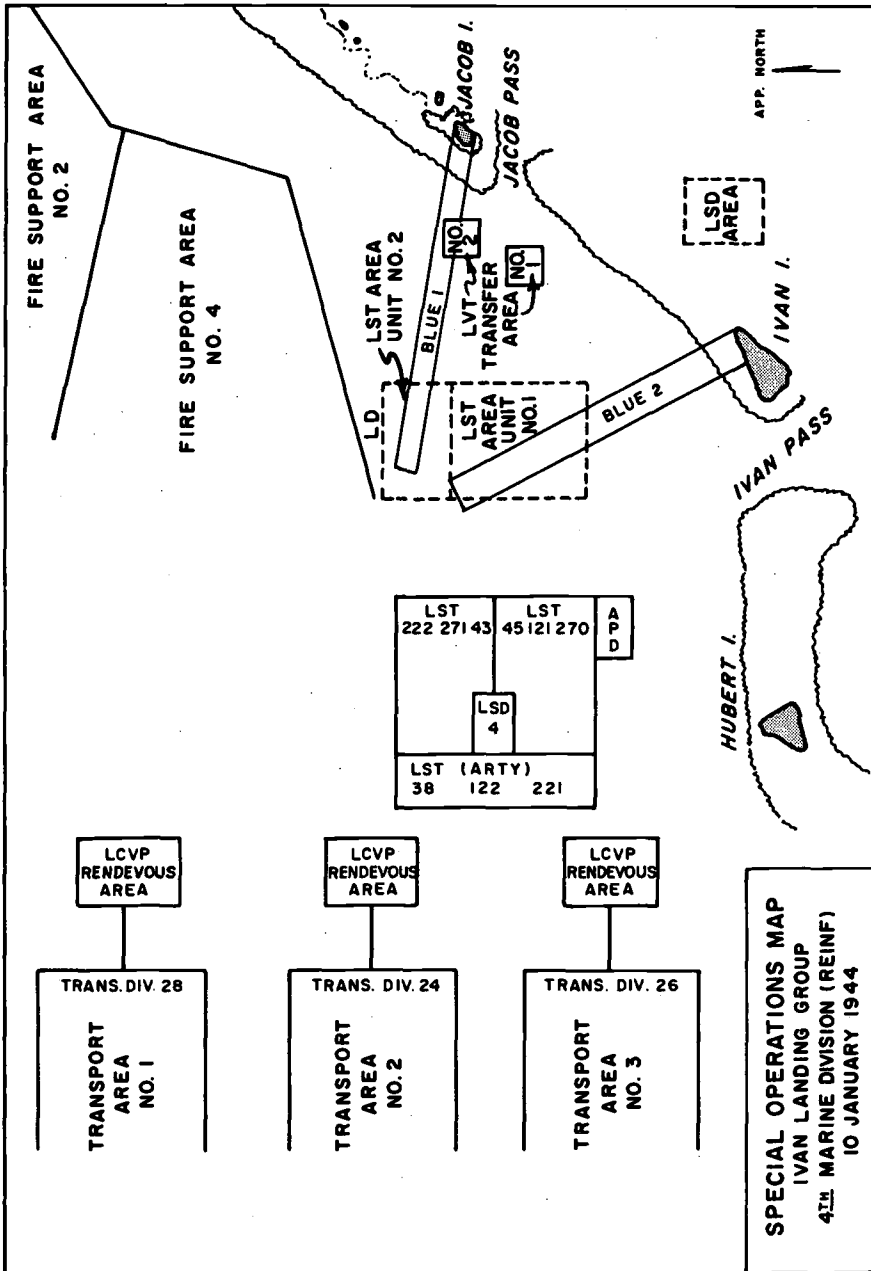 FIRE SUPPORT AREA
NO. 2
FIRE SUPPORT AREA
NO. 4
JACOB I.
JACOB PASS
APP. NORTH
LST AREA
UNIT NO. 2
BLUE 1
NO.
2
LVT
TRANSFER
AREA
NO.
1
LSD
AREA
LD
LST
AREA
UNIT
NO.1
BLUE 2
IVAN I.
IVAN PASS
HUBERT I.
LST
222 271 43
LST
45 121 270
A
P
D
LSD
4
LST (ARTY)
38 122 221
LCVP
RENDEVOUS
AREA
LCVP
RENDEVOUS
AREA
LCVP
RENDEVOUS
AREA
TRANS. DIV. 28
TRANSPORT
AREA
NO. 1
TRANS. DIV. 24
TRANSPORT
AREA
NO. 2
TRANS. DIV. 26
TRANSPORT
AREA
NO. 3
SPECIAL OPERATIONS MAP
IVAN LANDING GROUP
4TH MARINE DIVISION (REINF)
10 JANUARY 1944